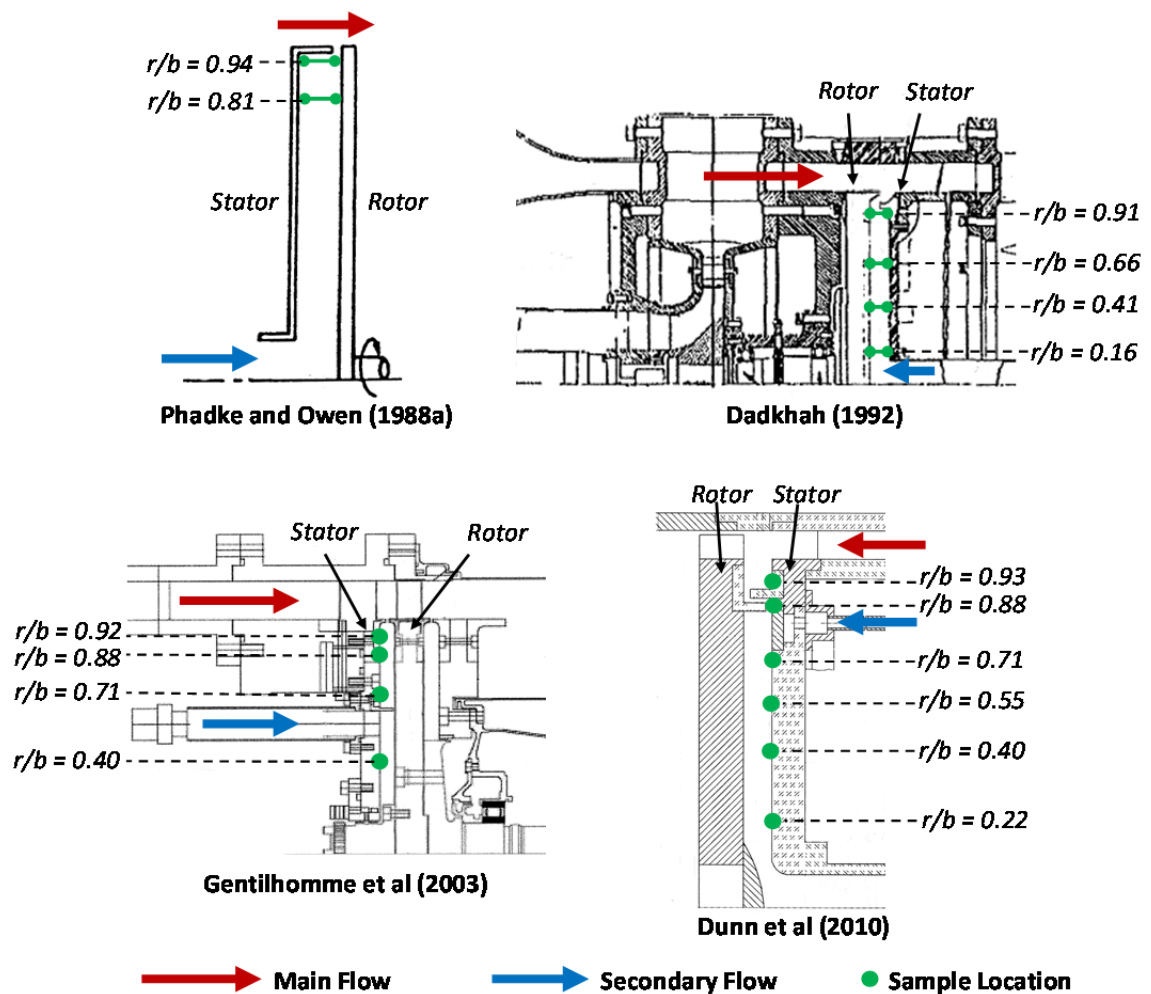 r/b = 0.94
r/b = 0.81
Stator
Rotor
Phadke and Owen (1988a)
Rotor
Stator
r/b = 0.91
r/b = 0.66
r/b = 0.41
r/b = 0.16
Dadkhah (1992)
Stator
Rotor
r/b = 0.92
r/b = 0.88
r/b = 0.71
r/b = 0.40
Gentilhomme et al (2003)
Rotor
Stator
r/b = 0.93
r/b = 0.88
r/b = 0.71
r/b = 0.55
r/b = 0.40
r/b = 0.22
Dunn et al (2010)
Main Flow
Secondary Flow
Sample Location